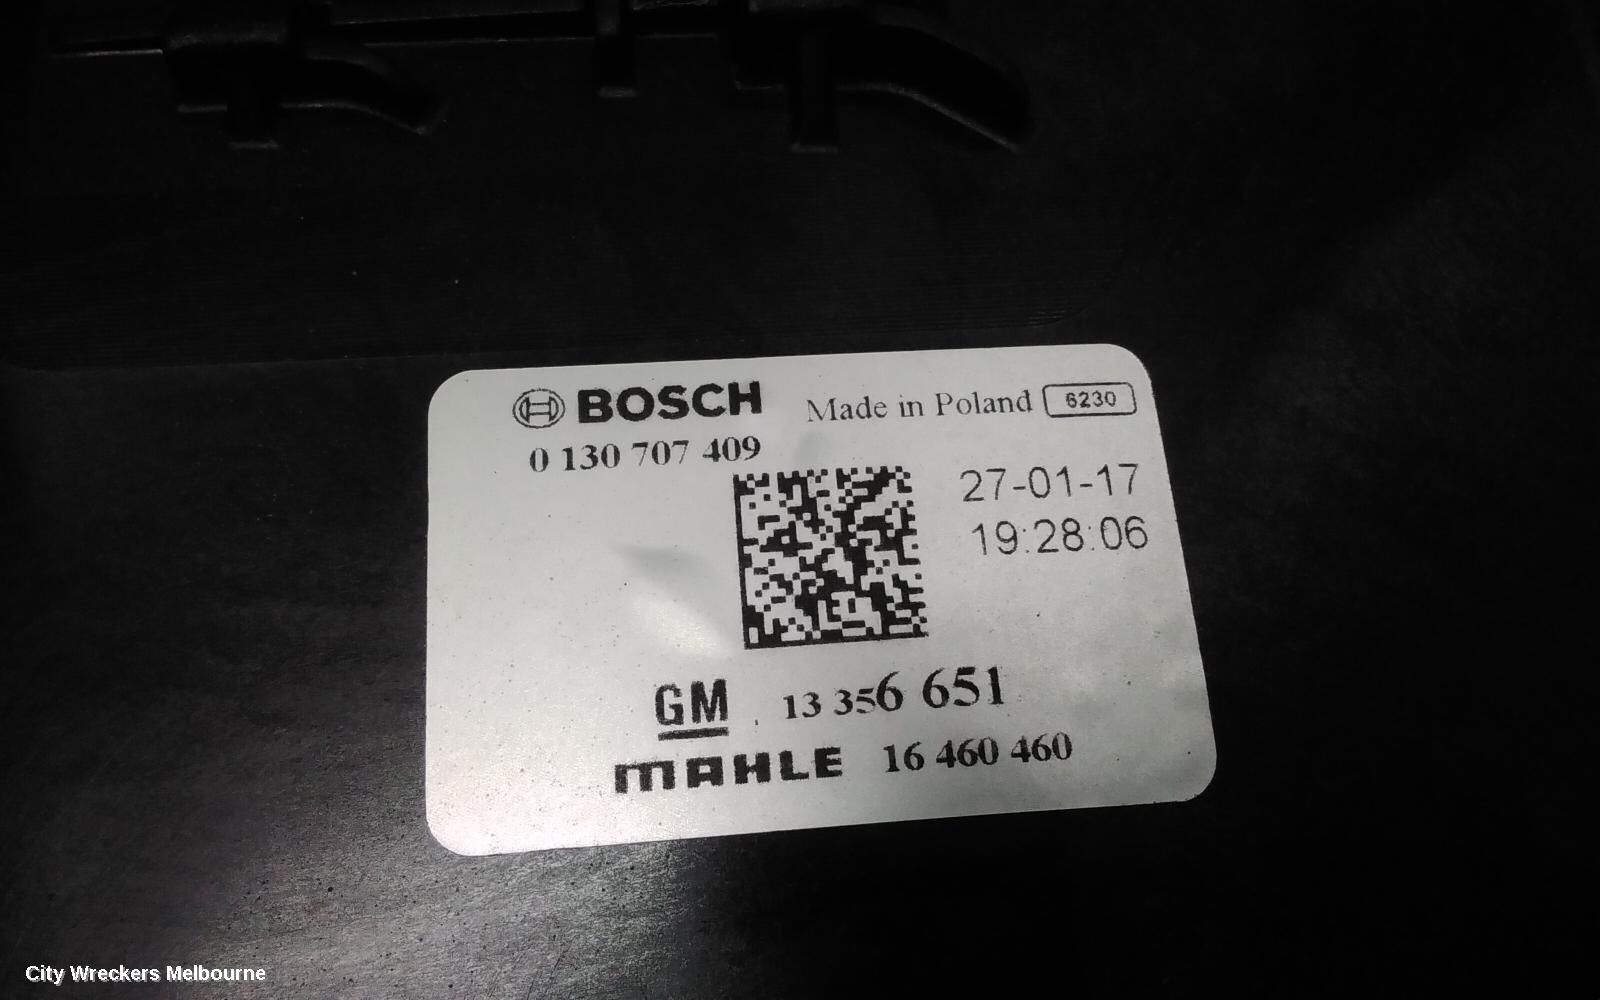 BOSCH Made in Poland 6230
0 130 707 409
27-01-17
19:28:06
GM 13 356 651
MAHLE 16 460 460
City Wreckers Melbourne